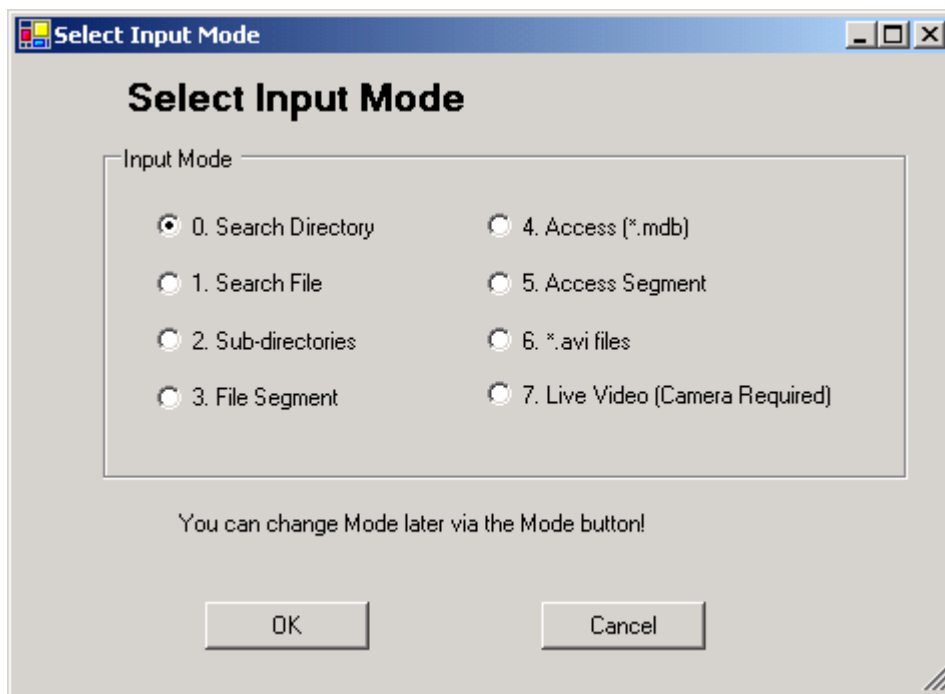 Select Input Mode
Select Input Mode
Input Mode
0. Search Directory
1. Search File
2. Sub-directories
3. File Segment
4. Access (*.mdb)
5. Access Segment
6. *.avi files
7. Live Video (Camera Required)
You can change Mode later via the Mode button!
OK
Cancel